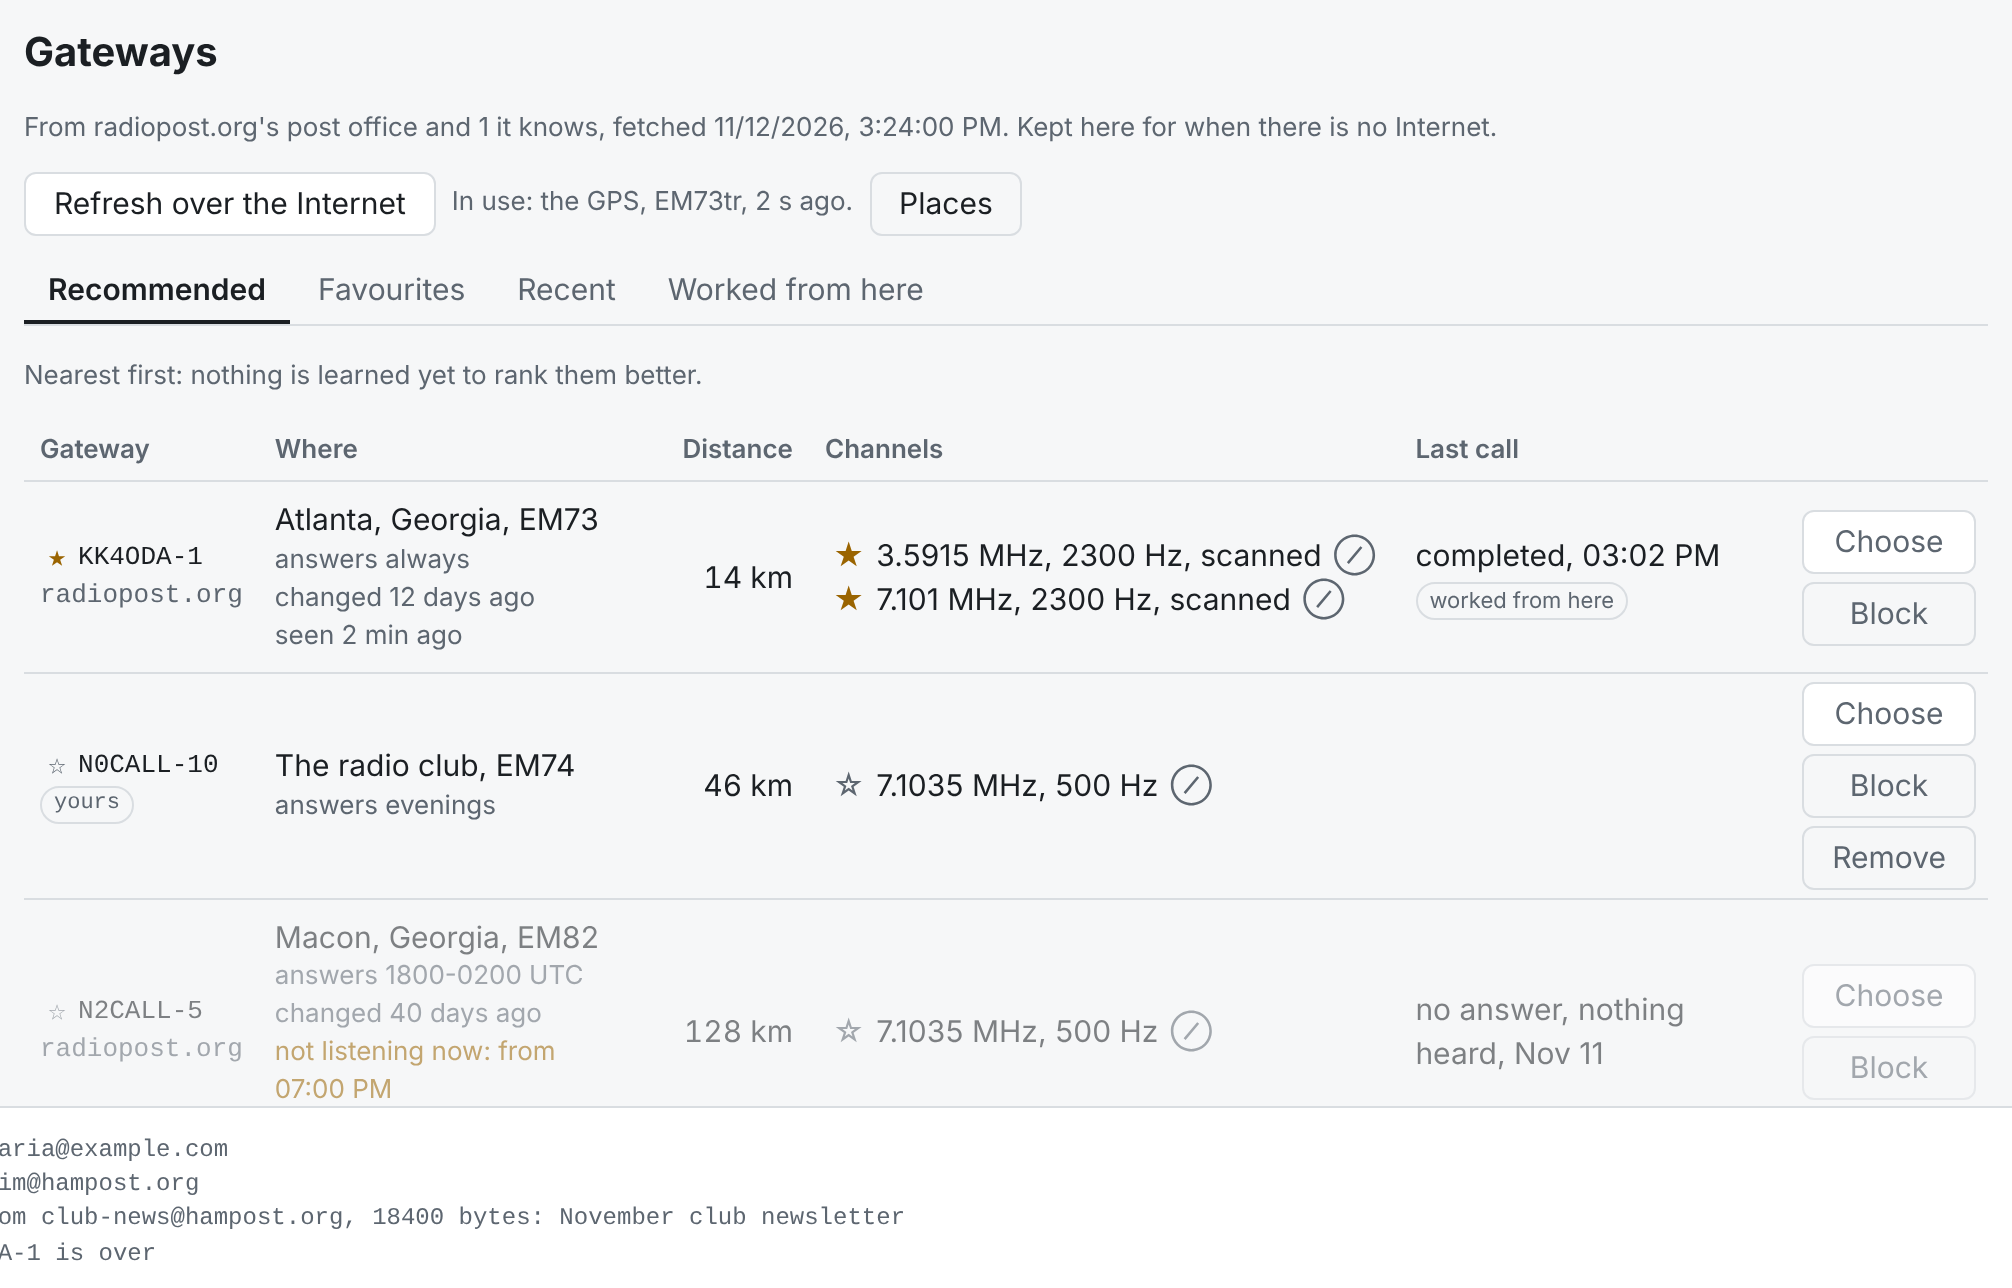 Gateways
From radiopost.org's post office and 1 it knows, fetched 11/12/2026, 3:24:00 PM. Kept here for when there is no Internet.
Refresh over the Internet In use: the GPS, EM73tr, 2 s ago. Places
Recommended Favourites Recent Worked from here
Nearest first: nothing is learned yet to rank them better.
Gateway Where Distance Channels Last call
★ KK4ODA-1
radiopost.org
Atlanta, Georgia, EM73
answers always
changed 12 days ago
seen 2 min ago
14 km
★ 3.5915 MHz, 2300 Hz, scanned
★ 7.101 MHz, 2300 Hz, scanned
completed, 03:02 PM
worked from here
Choose
Block
☆ N0CALL-10
yours
The radio club, EM74
answers evenings
46 km
☆ 7.1035 MHz, 500 Hz
Choose
Block
Remove
☆ N2CALL-5
radiopost.org
Macon, Georgia, EM82
answers 1800-0200 UTC
changed 40 days ago
not listening now: from
07:00 PM
128 km
☆ 7.1035 MHz, 500 Hz
no answer, nothing
heard, Nov 11
Choose
Block
aria@example.com
im@hampost.org
om club-news@hampost.org, 18400 bytes: November club newsletter
A-1 is over